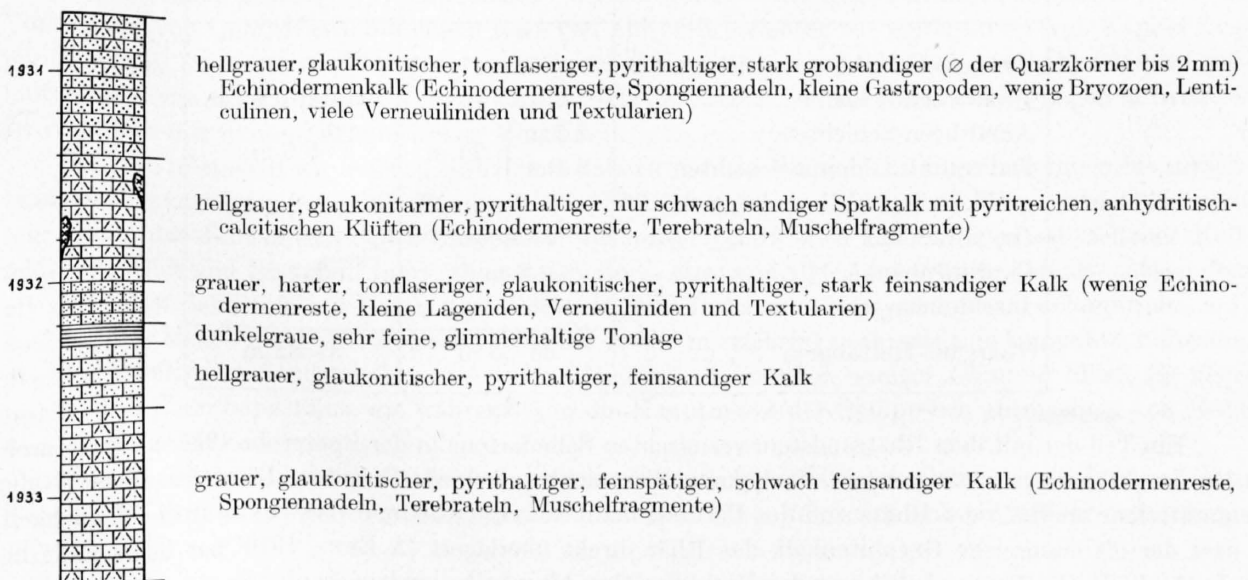 1931
hellgrauer, glaukonitischer, tonflaseriger, pyrithaltiger, stark grobsandiger (⌀ der Quarzkörner bis 2 mm)
Echinodermenkalk (Echinodermenreste, Spongiennadeln, kleine Gastropoden, wenig Bryozoen, Lenti-
culinen, viele Verneuiliniden und Textularien)
hellgrauer, glaukonitarmer, pyrithaltiger, nur schwach sandiger Spatkalk mit pyritreichen, anhydritisch-
calcitischen Klüften (Echinodermenreste, Terebrateln, Muschelfragmente)
1932
grauer, harter, tonflaseriger, glaukonitischer, pyrithaltiger, stark feinsandiger Kalk (wenig Echino-
dermenreste, kleine Lageniden, Verneuiliniden und Textularien)
dunkelgraue, sehr feine, glimmerhaltige Tonlage
hellgrauer, glaukonitischer, pyrithaltiger, feinsandiger Kalk
1933
grauer, glaukonitischer, pyrithaltiger, feinspätiger, schwach feinsandiger Kalk (Echinodermenreste,
Spongiennadeln, Terebrateln, Muschelfragmente)